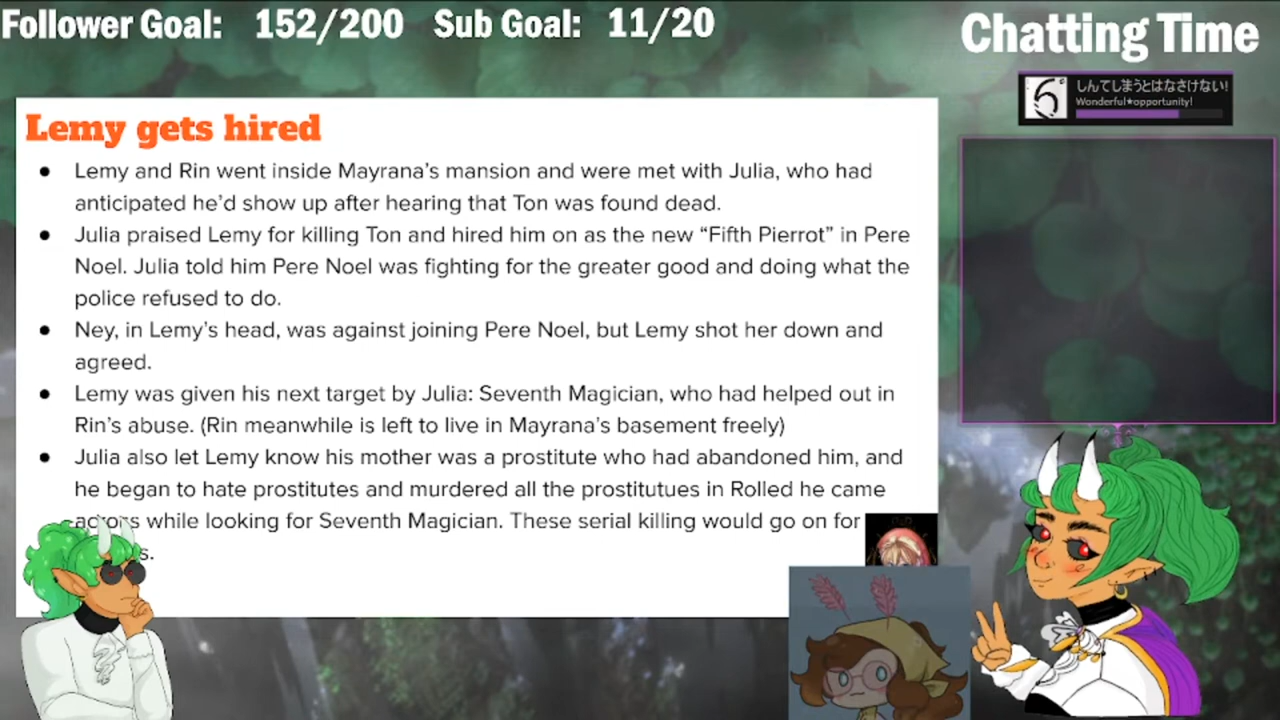 Follower Goal: 152/200 Sub Goal: 11/20
Chatting Time
しんでしまうとはなさけない!
Wonderful★opportunity!
Lemy gets hired
● Lemy and Rin went inside Mayrana’s mansion and were met with Julia, who had
anticipated he’d show up after hearing that Ton was found dead.
● Julia praised Lemy for killing Ton and hired him on as the new “Fifth Pierrot” in Pere
Noel. Julia told him Pere Noel was fighting for the greater good and doing what the
police refused to do.
● Ney, in Lemy’s head, was against joining Pere Noel, but Lemy shot her down and
agreed.
● Lemy was given his next target by Julia: Seventh Magician, who had helped out in
Rin’s abuse. (Rin meanwhile is left to live in Mayrana’s basement freely)
● Julia also let Lemy know his mother was a prostitute who had abandoned him, and
he began to hate prostitutes and murdered all the prostitutues in Rolled he came
while looking for Seventh Magician. These serial killing would go on for
s.